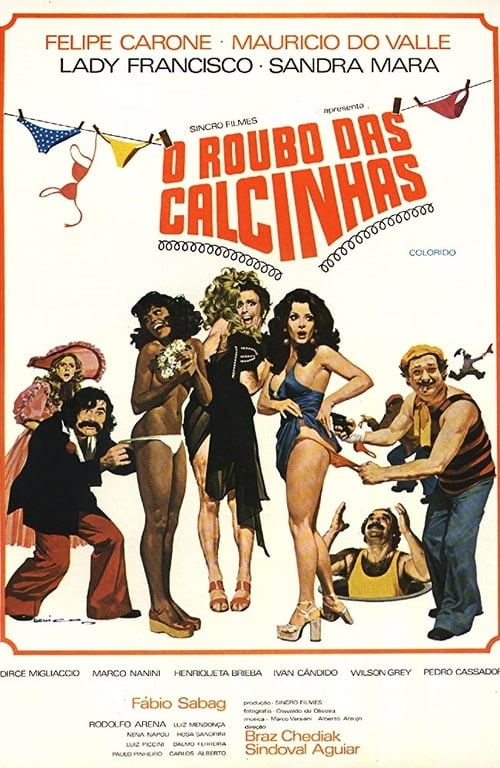 FELIPE CARONE · MAURICIO DO VALLE
LADY FRANCISCO · SANDRA MARA
SINCRO FILMES apresenta
O ROUBO DAS
CALCINHAS
COLORIDO
Benicio
DIRCE MIGLIACCIO MARCO NANINI HENRIQUETA BRIEBA IVAN CÂNDIDO WILSON GREY PEDRO CASSADOR
Fábio Sabag
RODOLFO ARENA LUIZ MENDONÇA
NENA NAPOLI ROSA SANDRINI
LUIZ PICCINI DALMO FERREIRA
PAULO PINHEIRO CARLOS ALBERTO
produção - SINCRO FILMES
fotografia - Oswaldo de Oliveira
música - Marco Versiani Alberto Araujo
direção
Braz Chediak
Sindoval Aguiar